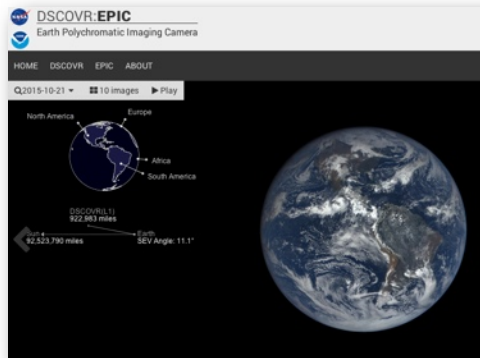 DSCOVR:EPIC
Earth Polychromatic Imaging Camera
HOME DSCOVR EPIC ABOUT
2015-10-21 10 images Play
North America
Europe
Africa
South America
DSCOVR(L1)
922,983 miles
Sun
92,523,790 miles
Earth
SEV Angle: 11.1°